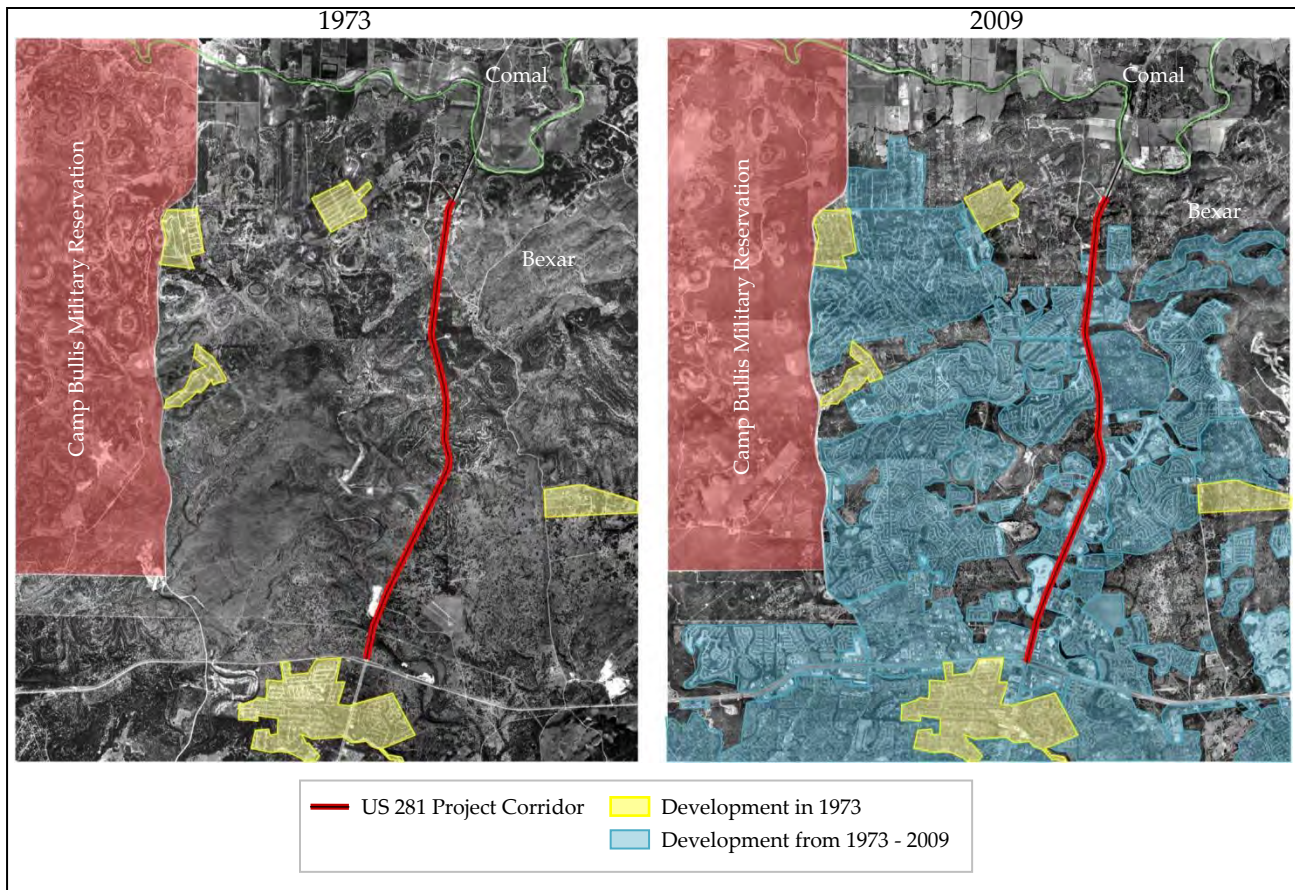 1973
2009
Comal
Bexar
Camp Bullis Military Reservation
Comal
Bexar
Camp Bullis Military Reservation
US 281 Project Corridor
Development in 1973
Development from 1973 - 2009